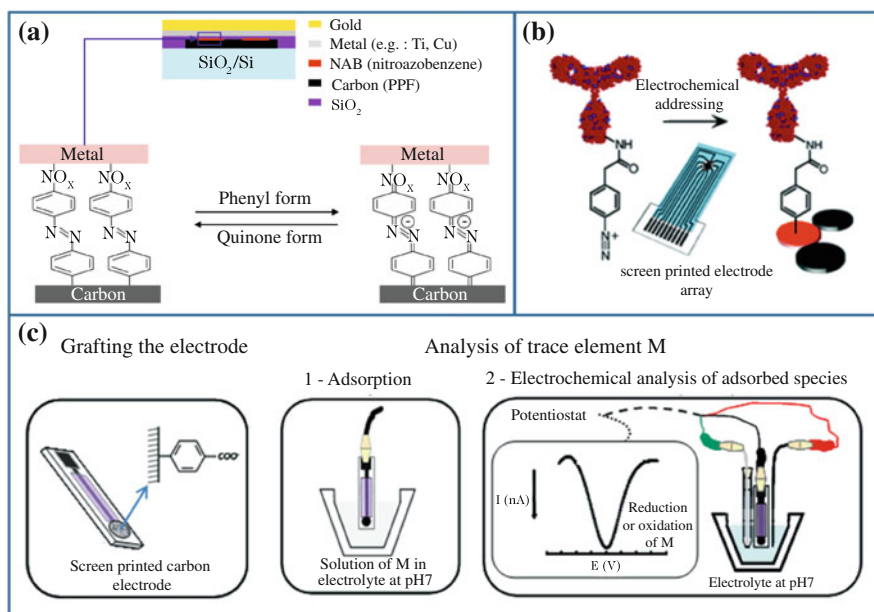 (a)
Gold
Metal (e.g. : Ti, Cu)
NAB (nitroazobenzene)
Carbon (PPF)
SiO2
SiO2/Si
Metal
NOx NOx
N N
N N
Carbon
Phenyl form
Quinone form
Metal
NOx NOx
N N
N N
Carbon
(b)
Electrochemical
addressing
NH
O
N+
N
NH
O
screen printed electrode
array
(c)
Grafting the electrode
Analysis of trace element M
1 - Adsorption
2 - Electrochemical analysis of adsorbed species
COO-
Screen printed carbon
electrode
Solution of M in
electrolyte at pH7
Potentiostat
I (nA)
Reduction
or oxidation
of M
E (V)
Electrolyte at pH7